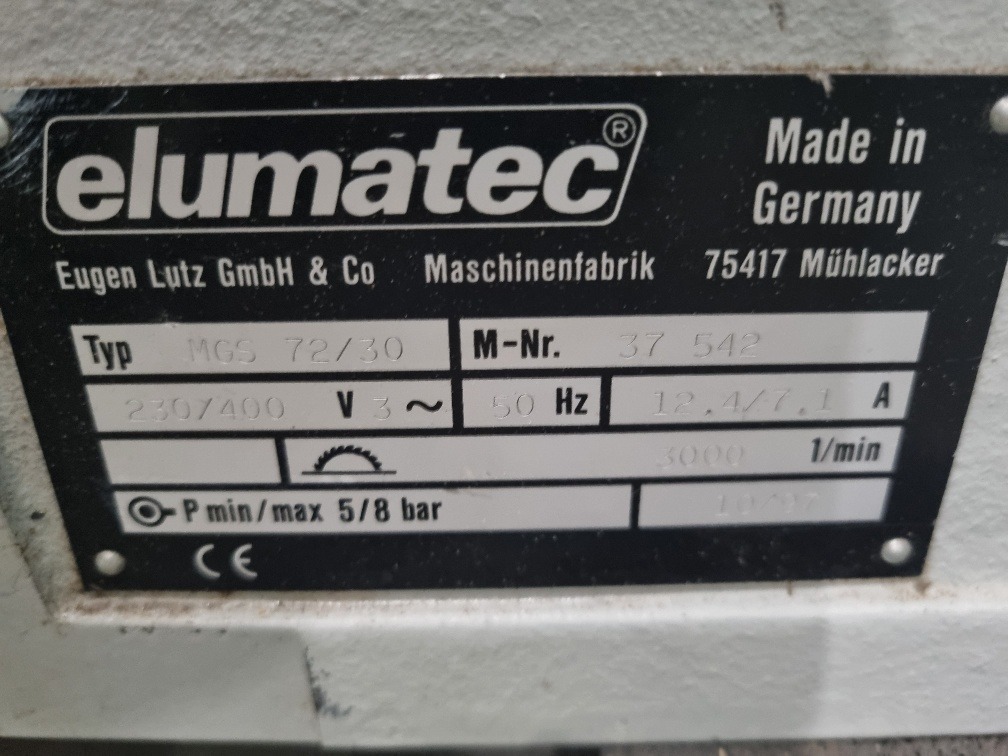 elumatec®
Made in
Germany
Eugen Lutz GmbH & Co Maschinenfabrik 75417 Mühlacker
Typ MGS 72/30 M-Nr. 37 542
230/400 V 3 ~ 50 Hz 12.4/7.1 A
3000 1/min
P min/max 5/8 bar 10/97
CE